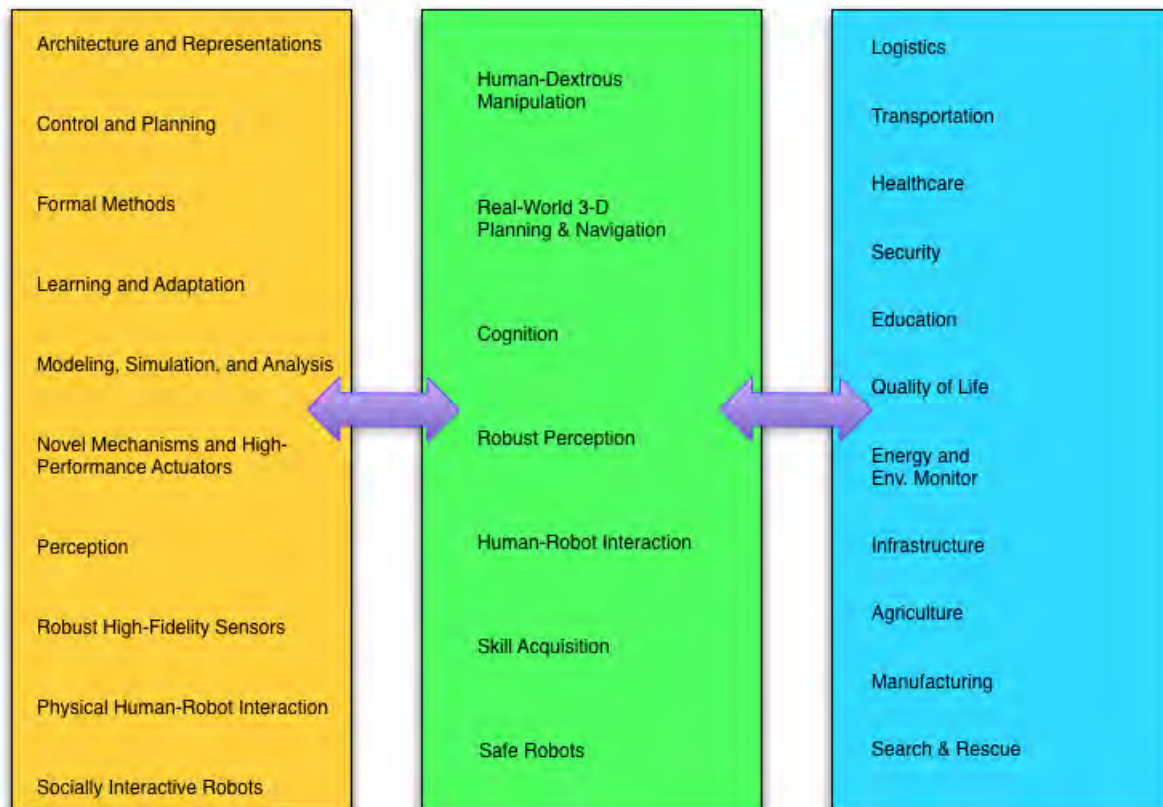 Architecture and Representations
Control and Planning
Formal Methods
Learning and Adaptation
Modeling, Simulation, and Analysis
Novel Mechanisms and High-
Performance Actuators
Perception
Robust High-Fidelity Sensors
Physical Human-Robot Interaction
Socially Interactive Robots
Human-Dextrous
Manipulation
Real-World 3-D
Planning & Navigation
Cognition
Robust Perception
Human-Robot Interaction
Skill Acquisition
Safe Robots
Logistics
Transportation
Healthcare
Security
Education
Quality of Life
Energy and
Env. Monitor
Infrastructure
Agriculture
Manufacturing
Search & Rescue